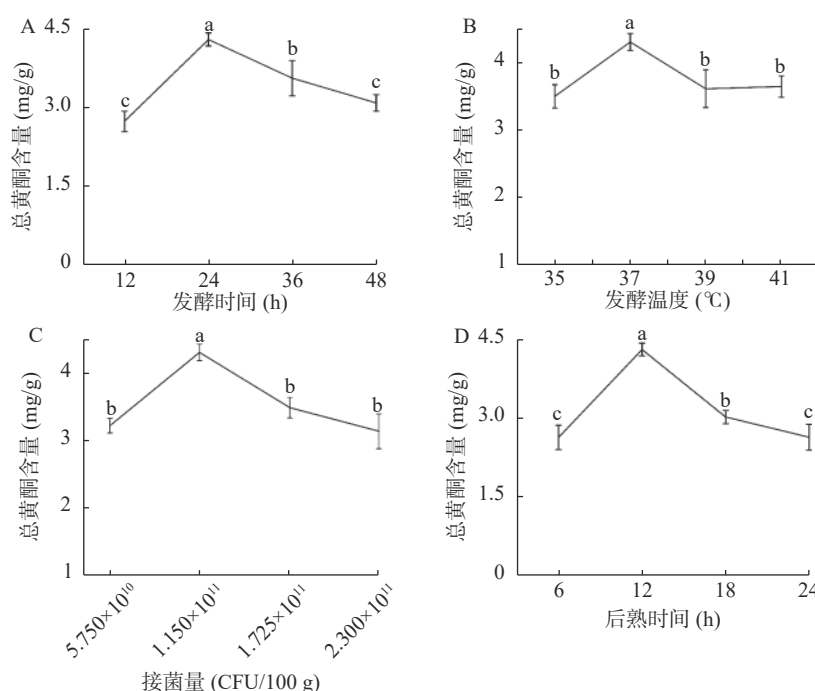 A
a
b
c
c
4.5
3.0
1.5
0
总黄酮含量 (mg/g)
12
24
36
48
发酵时间 (h)
B
a
b
b
b
4
3
2
1
总黄酮含量 (mg/g)
35
37
39
41
发酵温度 (℃)
C
a
b
b
b
4
3
2
1
总黄酮含量 (mg/g)
5.750×10¹⁰
1.150×10¹¹
1.725×10¹¹
2.300×10¹¹
接菌量 (CFU/100 g)
D
a
b
c
c
4.5
3.0
1.5
0
总黄酮含量 (mg/g)
6
12
18
24
后熟时间 (h)